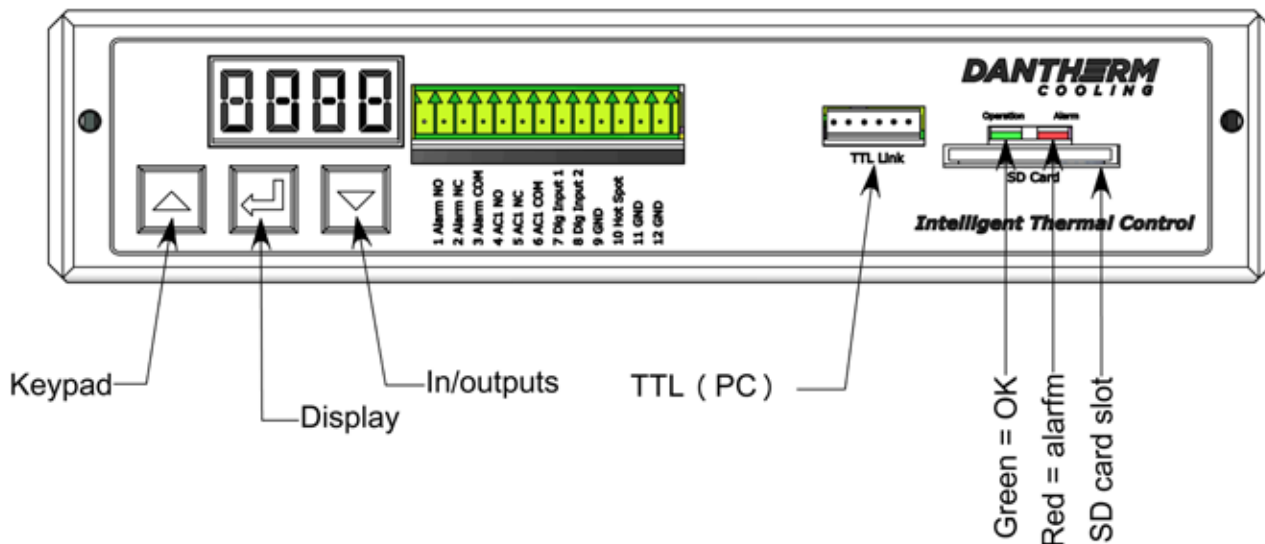 DANTHERM
COOLING
Operation Alarm
TTL Link
SD Card
Intelligent Thermal Control
1 Alarm NO
2 Alarm NC
3 Alarm COM
4 AC1 NO
5 AC1 NC
6 AC1 COM
7 Dig Input 1
8 Dig Input 2
9 GND
10 Hot Spot
11 GND
12 GND
Keypad
Display
In/outputs
TTL ( PC )
Green = OK
Red = alarfm
SD card slot